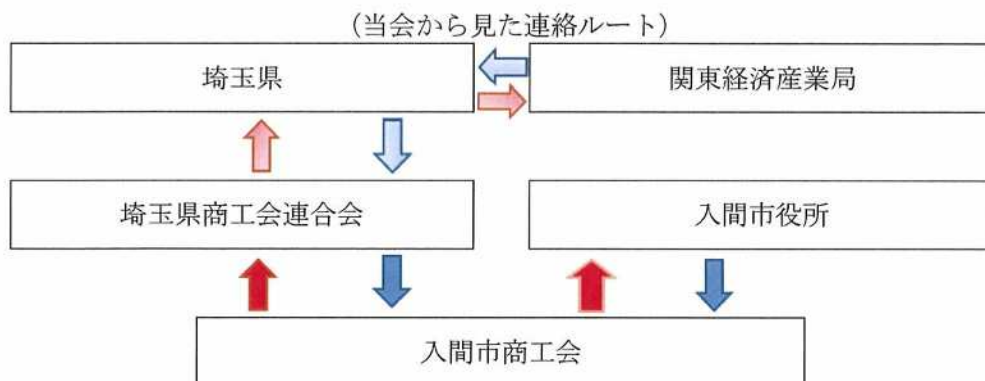 （当会から見た連絡ルート）
埼玉県
関東経済産業局
埼玉県商工会連合会
入間市役所
入間市商工会